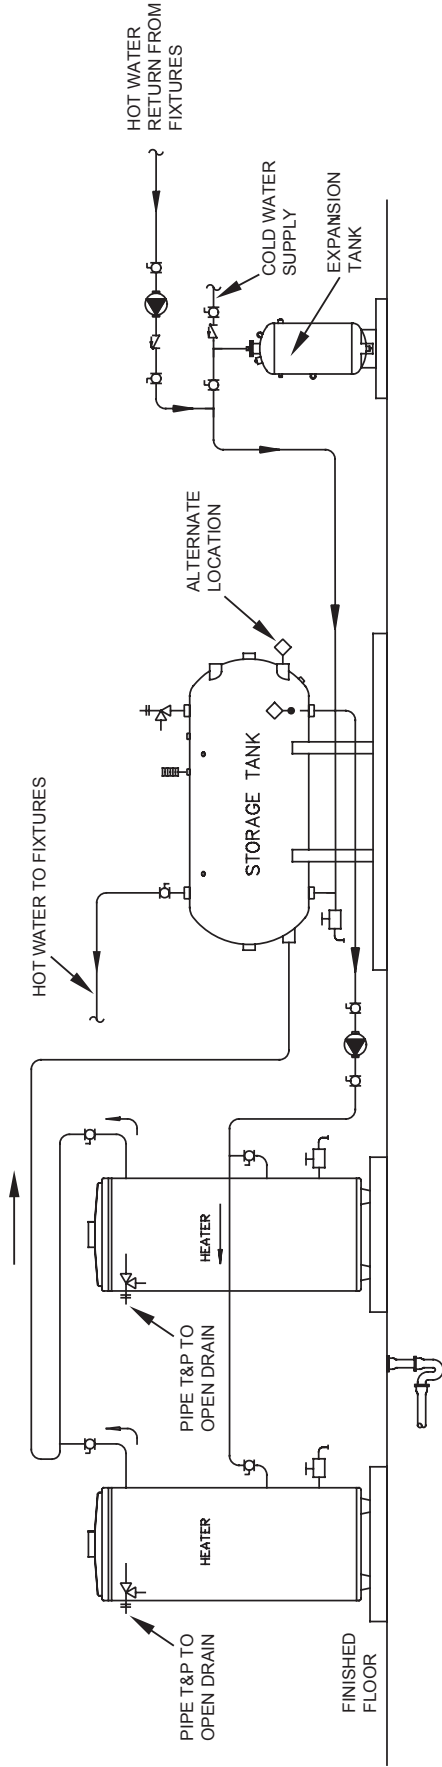 PIPE T&P TO
OPEN DRAIN
HEATER
PIPE T&P TO
OPEN DRAIN
HEATER
FINISHED
FLOOR
HOT WATER TO FIXTURES
STORAGE TANK
ALTERNATE
LOCATION
HOT WATER
RETURN FROM
FIXTURES
COLD WATER
SUPPLY
EXPANSION
TANK